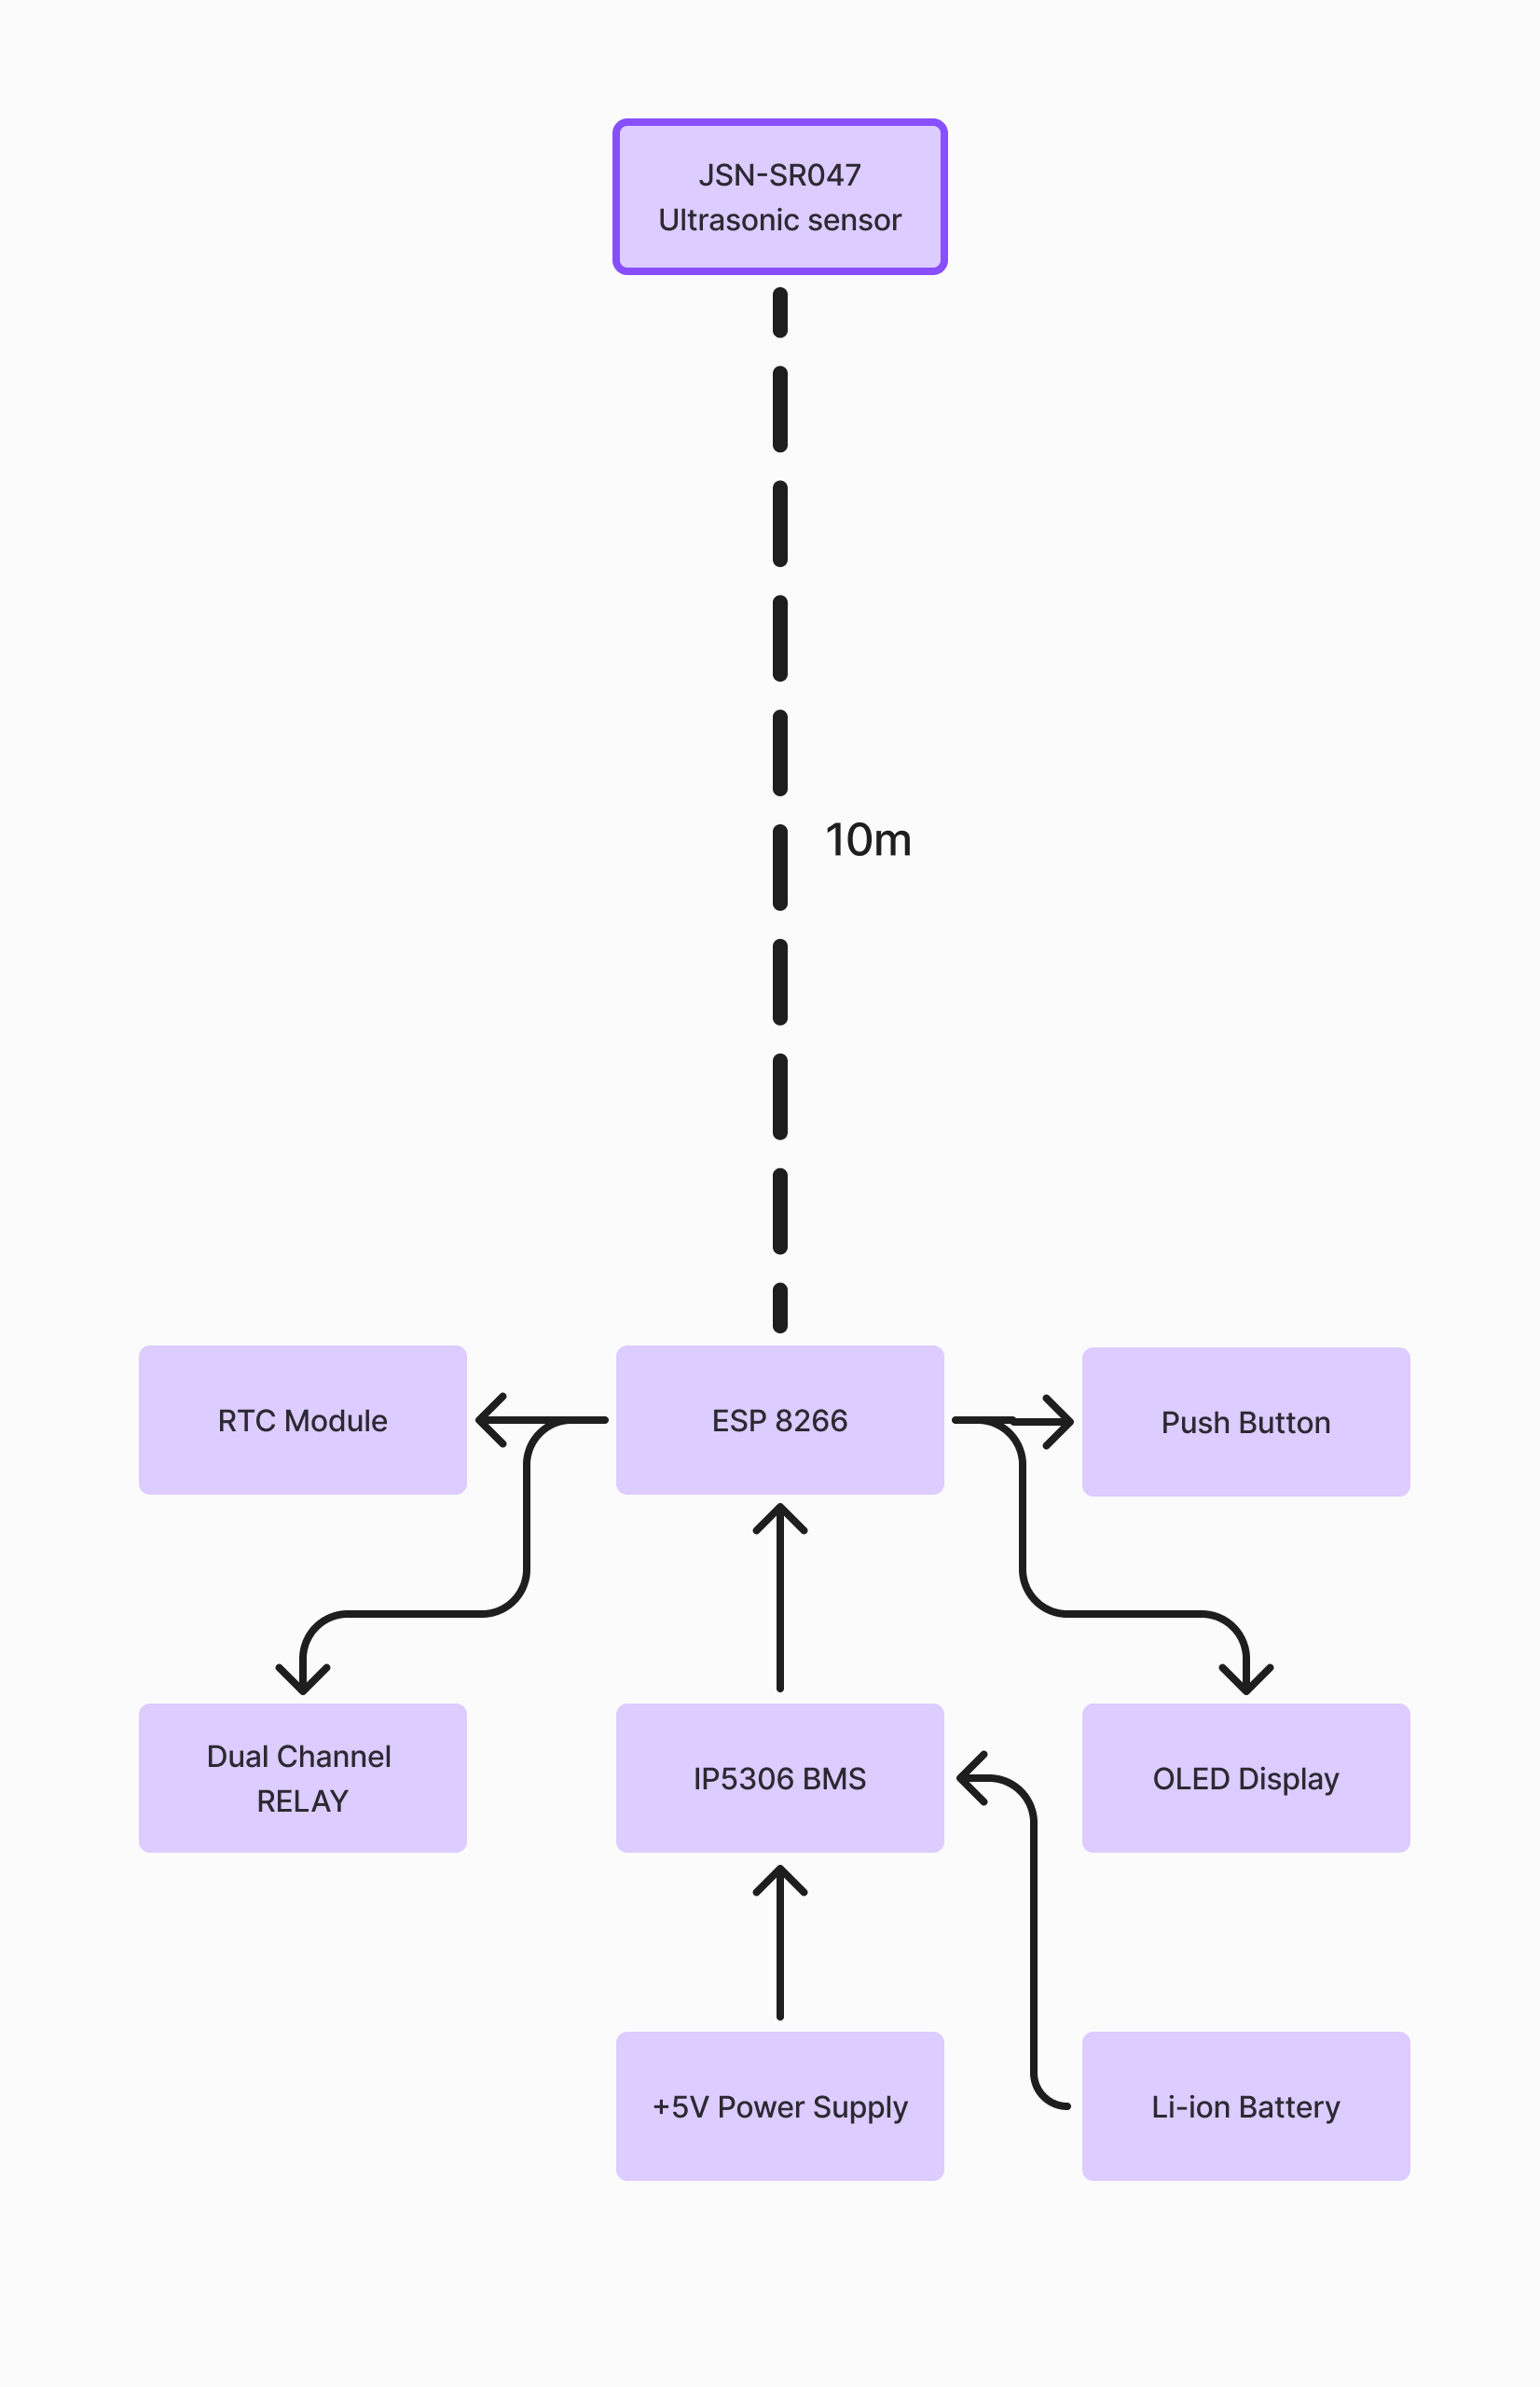 JSN-SR047
Ultrasonic sensor
10m
RTC Module
ESP 8266
Push Button
Dual Channel
RELAY
IP5306 BMS
OLED Display
+5V Power Supply
Li-ion Battery